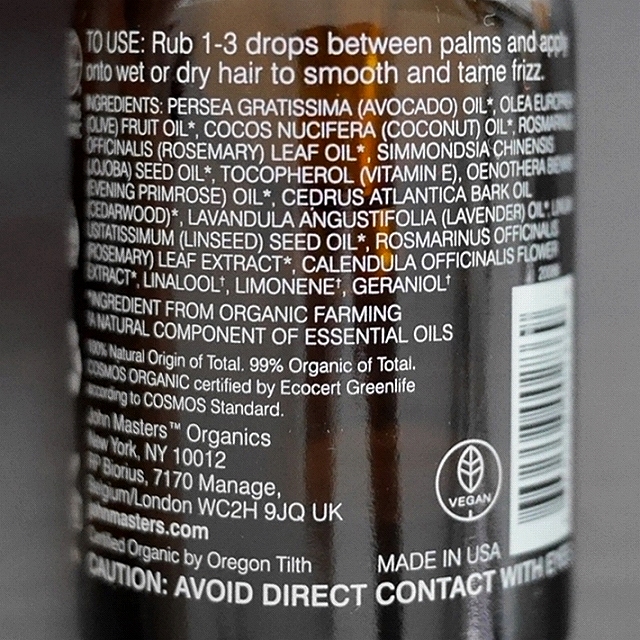 TO USE: Rub 1-3 drops between palms and apply
onto wet or dry hair to smooth and tame frizz.
INGREDIENTS: PERSEA GRATISSIMA (AVOCADO) OIL*, OLEA
(OLIVE) FRUIT OIL*, COCOS NUCIFERA (COCONUT) OIL*,
OFFICINALIS (ROSEMARY) LEAF OIL*, SIMMONDSIA CHINENSIS
(JOJOBA) SEED OIL*, TOCOPHEROL (VITAMIN E), OENOTHERA
(EVENING PRIMROSE) OIL*, CEDRUS ATLANTICA BARK OIL
(CEDARWOOD)*, LAVANDULA ANGUSTIFOLIA (LAVENDER) OIL*,
USITATISSIMUM (LINSEED) SEED OIL*, ROSMARINUS OFFICINALIS
(ROSEMARY) LEAF EXTRACT*, CALENDULA OFFICINALIS FLOWER
EXTRACT*, LINALOOL†, LIMONENE†, GERANIOL†
*INGREDIENT FROM ORGANIC FARMING
NATURAL COMPONENT OF ESSENTIAL OILS
100% Natural Origin of Total. 99% Organic of Total.
COSMOS ORGANIC certified by Ecocert Greenlife
according to COSMOS Standard.
John Masters™ Organics
New York, NY 10012
RP Biorius, 7170 Manage,
Belgium/London WC2H 9JQ UK
johnmasters.com
Certified Organic by Oregon Tilth
VEGAN
MADE IN USA
CAUTION: AVOID DIRECT CONTACT WITH